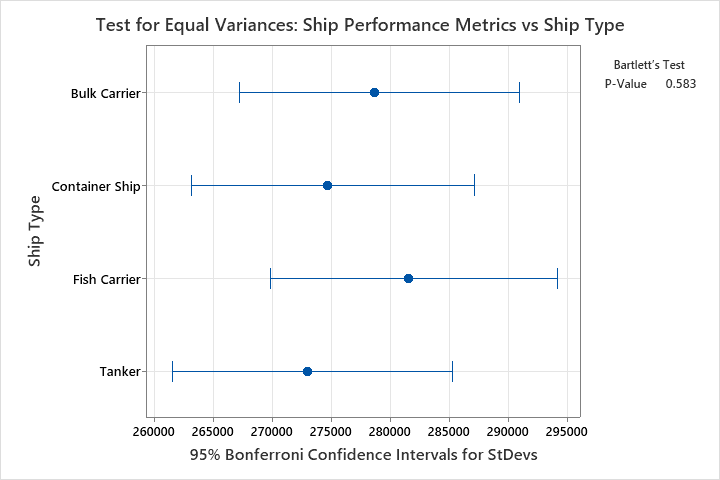 Test for Equal Variances: Ship Performance Metrics vs Ship Type
Bartlett's Test
P-Value 0.583
Ship Type
Bulk Carrier
Container Ship
Fish Carrier
Tanker
260000 265000 270000 275000 280000 285000 290000 295000
95% Bonferroni Confidence Intervals for StDevs